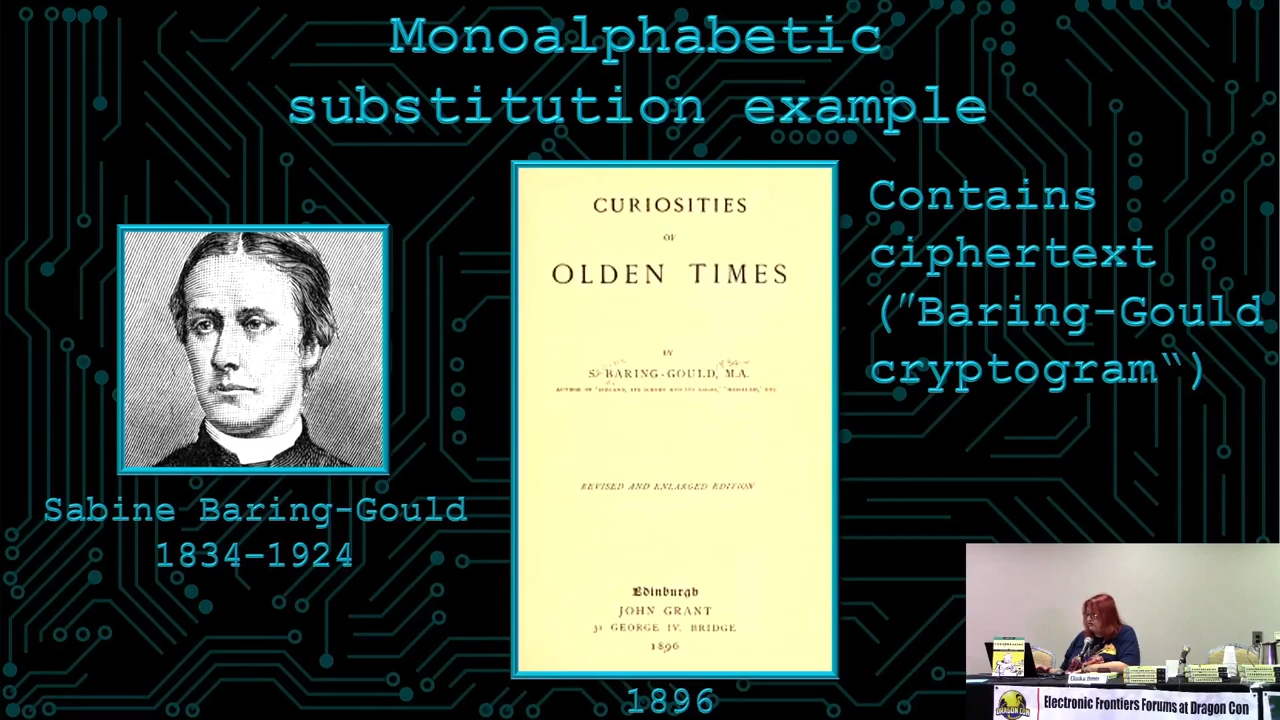 Monoalphabetic
substitution example
Contains
ciphertext
("Baring-Gould
cryptogram")
CURIOSITIES
OF
OLDEN TIMES
BY
S. BARING-GOULD, M.A.
REVISED AND ENLARGED EDITION
Edinburgh
JOHN GRANT
31 GEORGE IV. BRIDGE
1896
1896
Sabine Baring-Gould
1834–1924
DRAGON CON
Electronic Frontiers Forums at Dragon Con